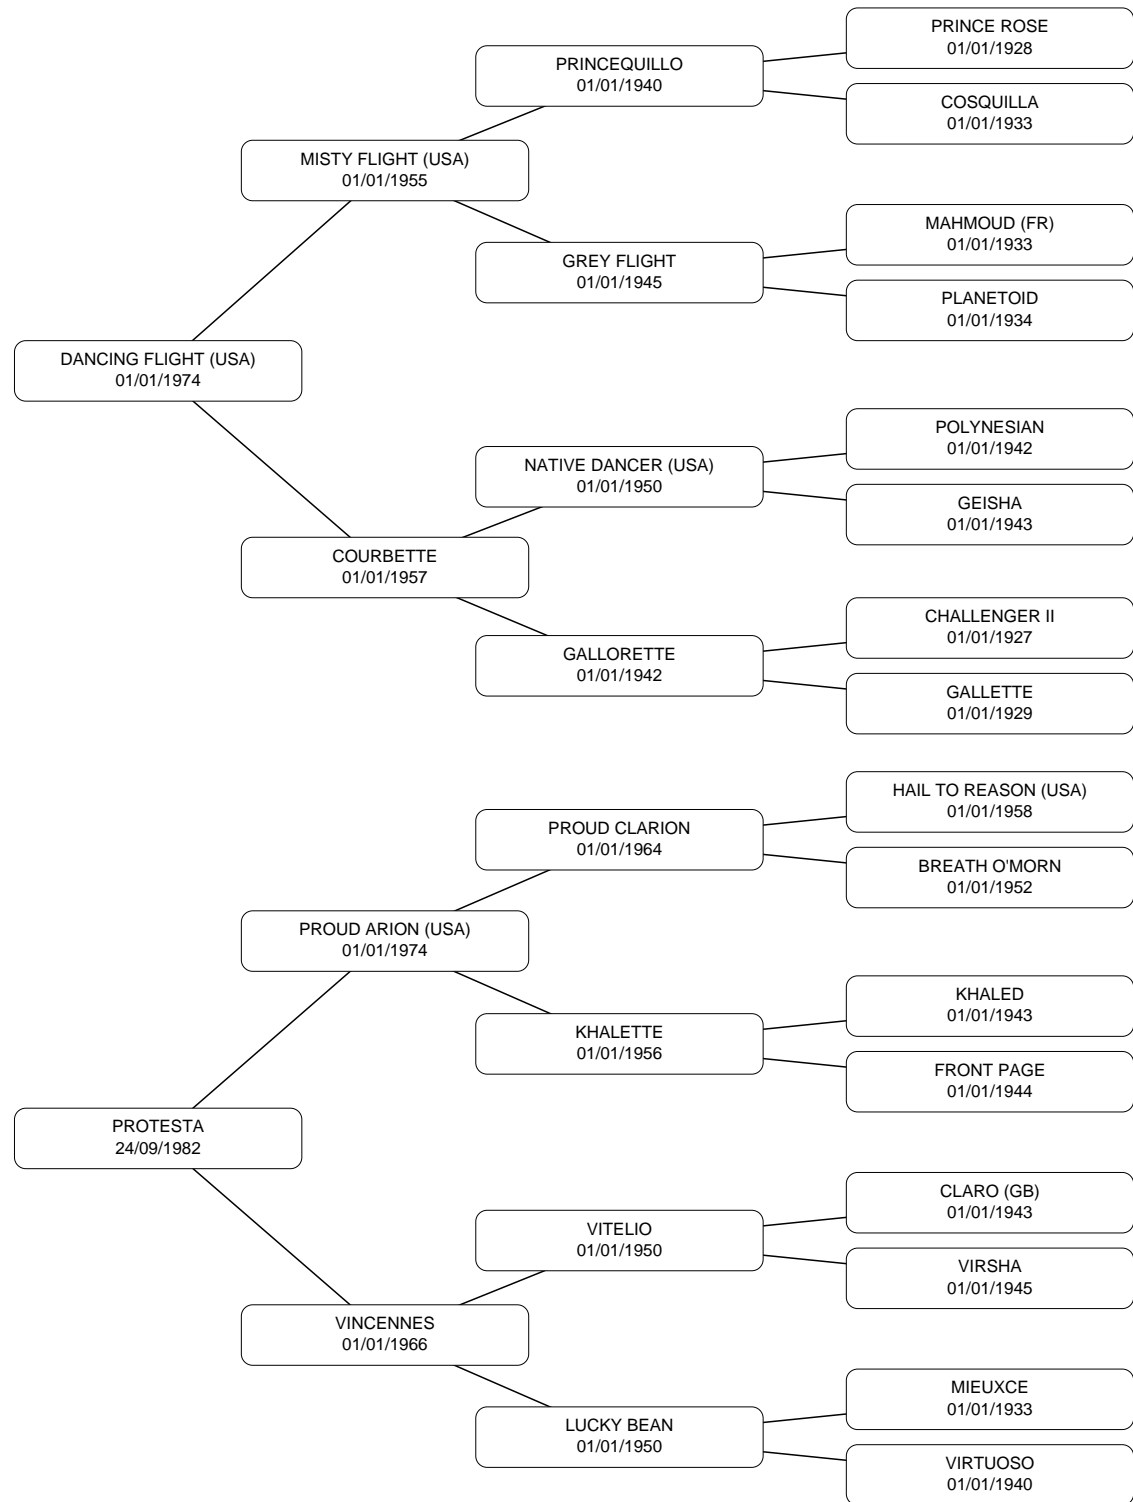 PRINCE ROSE
01/01/1928
PRINCEQUILLO
01/01/1940
COSQUILLA
01/01/1933
MISTY FLIGHT (USA)
01/01/1955
MAHMOUD (FR)
01/01/1933
GREY FLIGHT
01/01/1945
PLANETOID
01/01/1934
DANCING FLIGHT (USA)
01/01/1974
POLYNESIAN
01/01/1942
NATIVE DANCER (USA)
01/01/1950
GEISHA
01/01/1943
COURBETTE
01/01/1957
CHALLENGER II
01/01/1927
GALLORETTE
01/01/1942
GALLETTE
01/01/1929
HAIL TO REASON (USA)
01/01/1958
PROUD CLARION
01/01/1964
BREATH O'MORN
01/01/1952
PROUD ARION (USA)
01/01/1974
KHALED
01/01/1943
KHALETTE
01/01/1956
FRONT PAGE
01/01/1944
PROTESTA
24/09/1982
CLARO (GB)
01/01/1943
VITELIO
01/01/1950
VIRSHA
01/01/1945
VINCENNES
01/01/1966
MIEUXCE
01/01/1933
LUCKY BEAN
01/01/1950
VIRTUOSO
01/01/1940